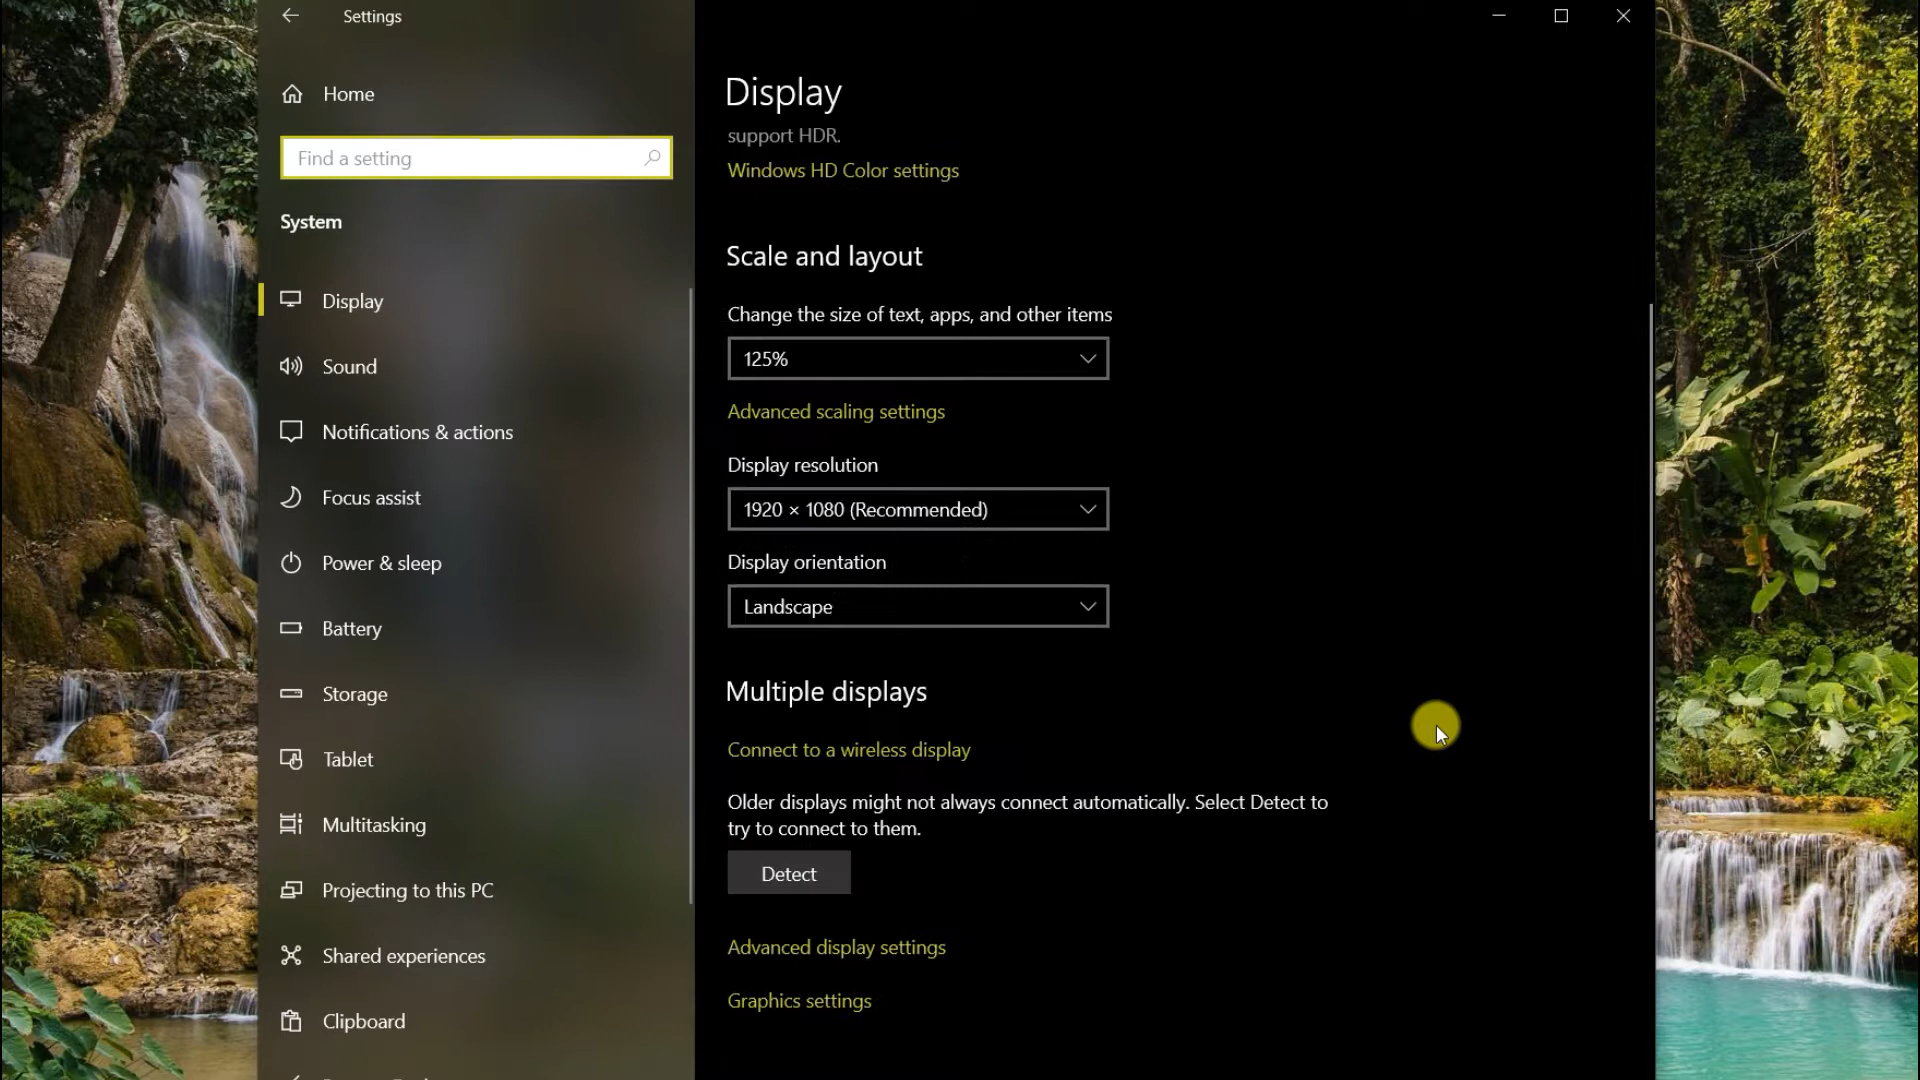 Settings
Home
Find a setting
System
Display
Sound
Notifications & actions
Focus assist
Power & sleep
Battery
Storage
Tablet
Multitasking
Projecting to this PC
Shared experiences
Clipboard
Display
support HDR.
Windows HD Color settings
Scale and layout
Change the size of text, apps, and other items
125%
Advanced scaling settings
Display resolution
1920 × 1080 (Recommended)
Display orientation
Landscape
Multiple displays
Connect to a wireless display
Older displays might not always connect automatically. Select Detect to
try to connect to them.
Detect
Advanced display settings
Graphics settings